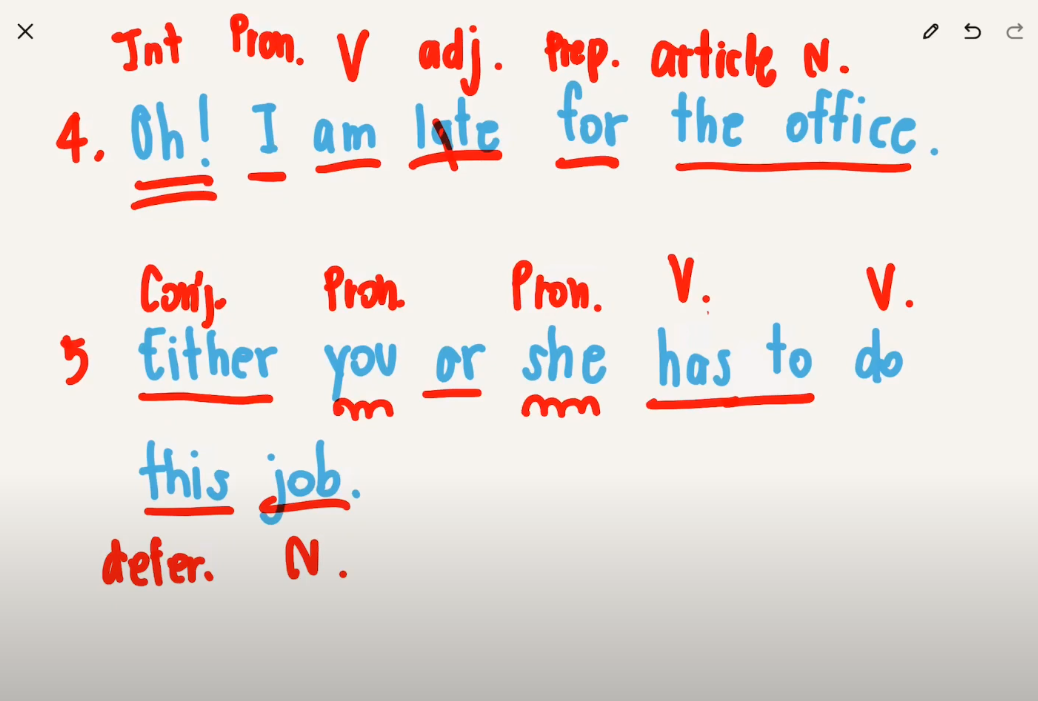 Int Pron. V adj. Prep. article N.
4. Oh! I am late for the office.
Conj. Pron. Pron. V. V.
5 Either you or she has to do
this job.
deter. N.